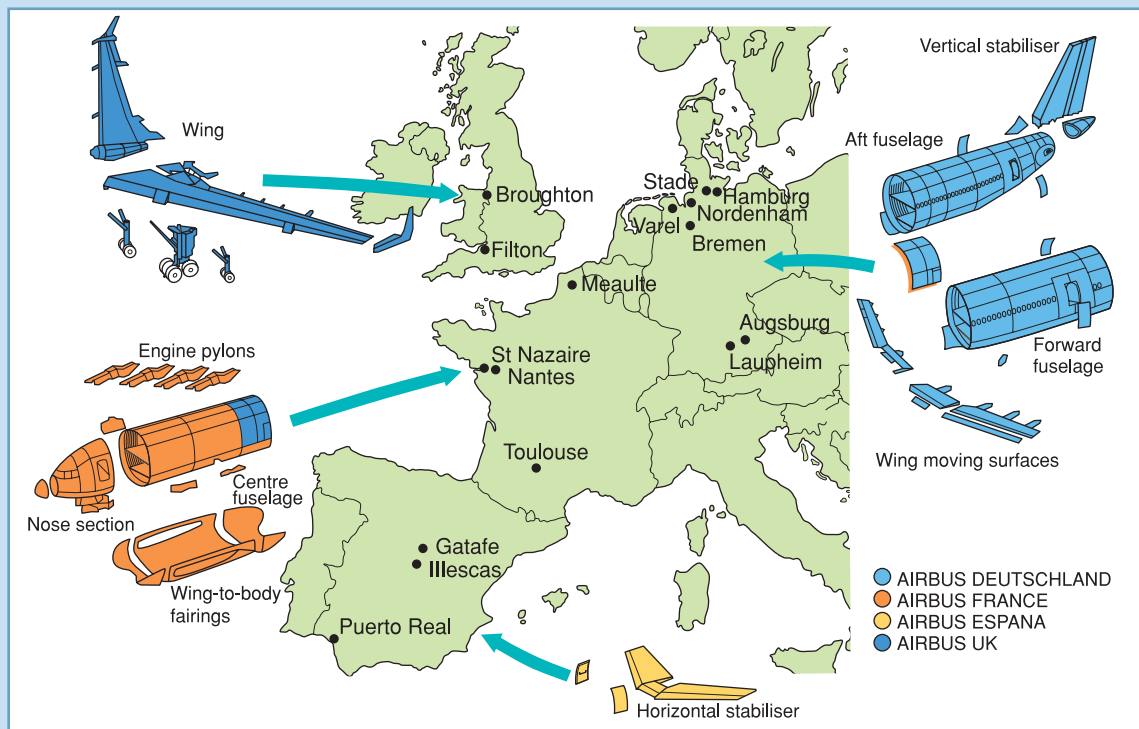 Vertical stabiliser
Wing
Aft fuselage
Broughton
Filton
Stade
Hamburg
Nordenham
Varel
Bremen
Meaulte
Augsburg
Laupheim
Forward
fuselage
Engine pylons
St Nazaire
Nantes
Toulouse
Wing moving surfaces
Centre
fuselage
Nose section
Wing-to-body
fairings
Gatafe
Illescas
Puerto Real
Horizontal stabiliser
AIRBUS DEUTSCHLAND
AIRBUS FRANCE
AIRBUS ESPANA
AIRBUS UK